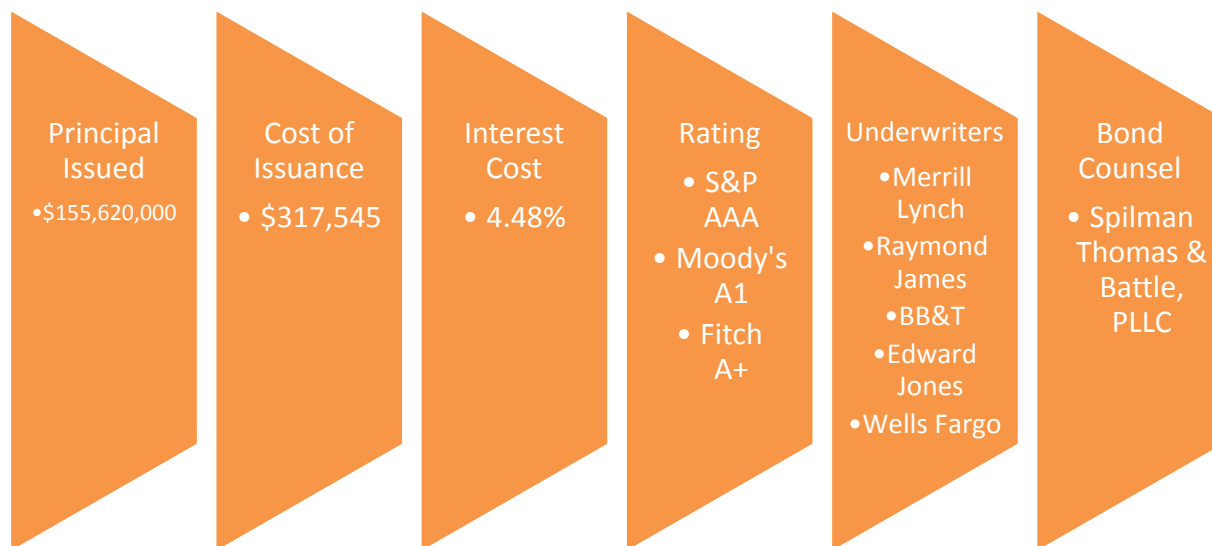 Principal
Issued
•$155,620,000
Cost of
Issuance
• $317,545
Interest
Cost
• 4.48%
Rating
• S&P
AAA
• Moody's
A1
• Fitch
A+
Underwriters
•Merrill
Lynch
•Raymond
James
•BB&T
•Edward
Jones
•Wells Fargo
Bond
Counsel
• Spilman
Thomas &
Battle,
PLLC